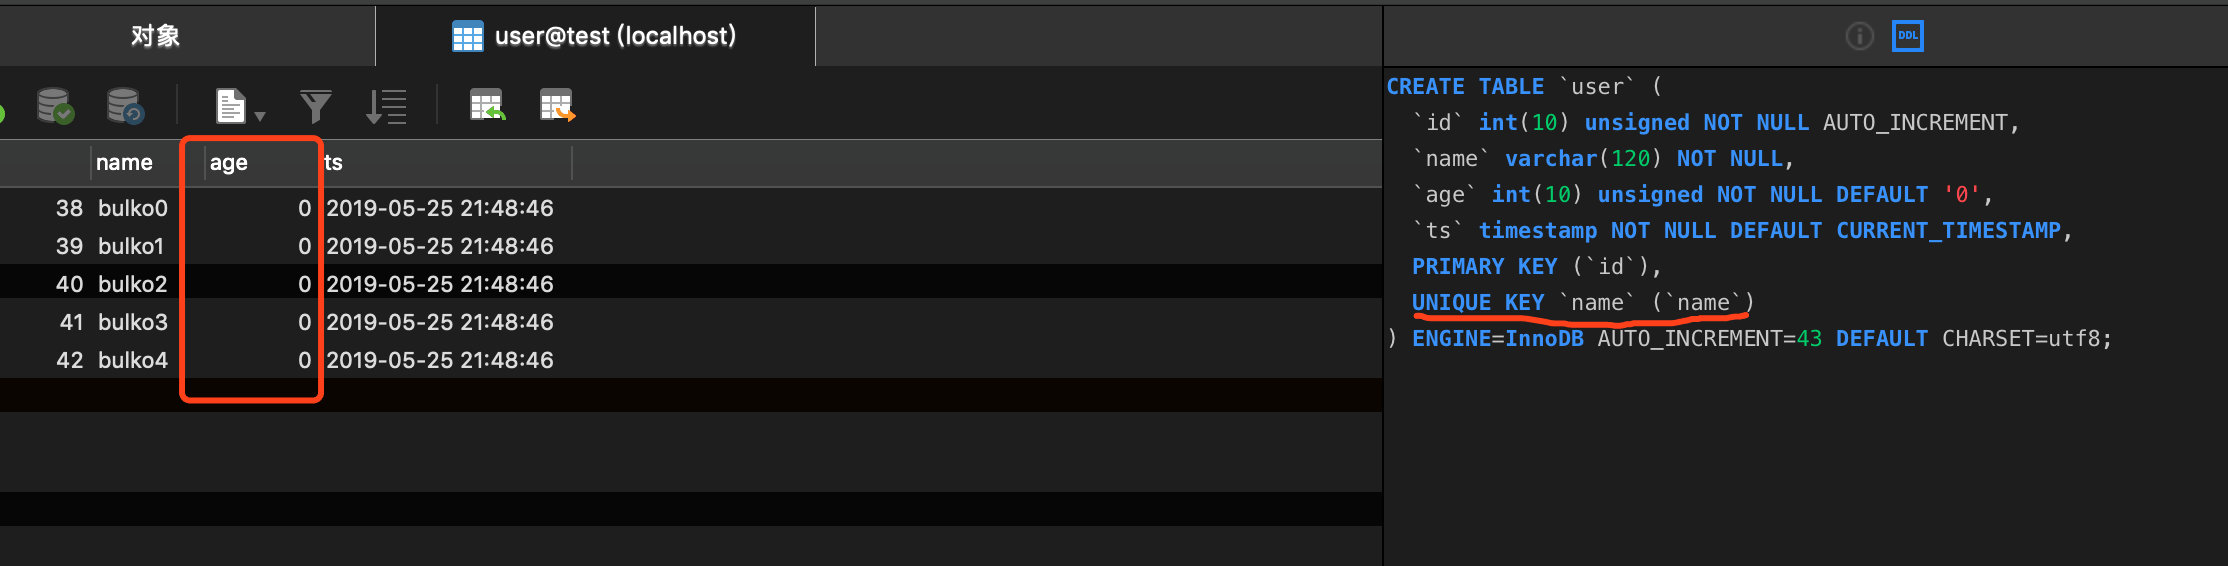 对象
user@test (localhost)
name age ts
38 bulko0 0 2019-05-25 21:48:46
39 bulko1 0 2019-05-25 21:48:46
40 bulko2 0 2019-05-25 21:48:46
41 bulko3 0 2019-05-25 21:48:46
42 bulko4 0 2019-05-25 21:48:46
DDL
CREATE TABLE `user` (
`id` int(10) unsigned NOT NULL AUTO_INCREMENT,
`name` varchar(120) NOT NULL,
`age` int(10) unsigned NOT NULL DEFAULT '0',
`ts` timestamp NOT NULL DEFAULT CURRENT_TIMESTAMP,
PRIMARY KEY (`id`),
UNIQUE KEY `name` (`name`)
) ENGINE=InnoDB AUTO_INCREMENT=43 DEFAULT CHARSET=utf8;